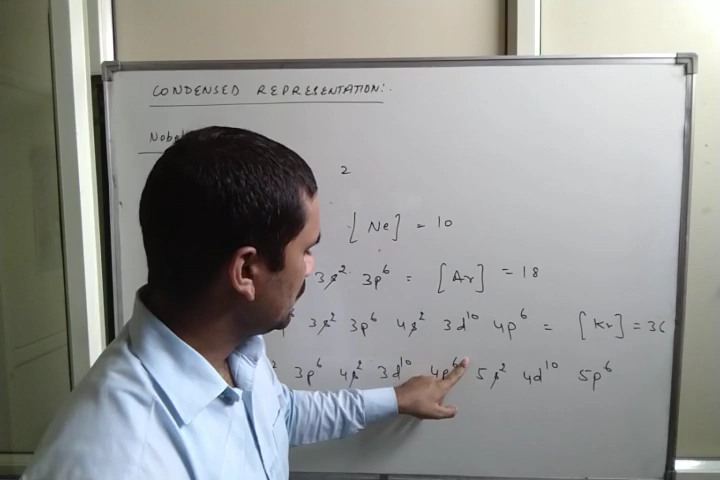 CONDENSED REPRESENTATION:.
2
[Ne] = 10
3s² 3p⁶ = [Ar] = 18
3s² 3p⁶ 4s² 3d¹⁰ 4p⁶ = [Kr] = 36
² 3p⁶ 4s² 3d¹⁰ 4p⁶ 5s² 4d¹⁰ 5p⁶